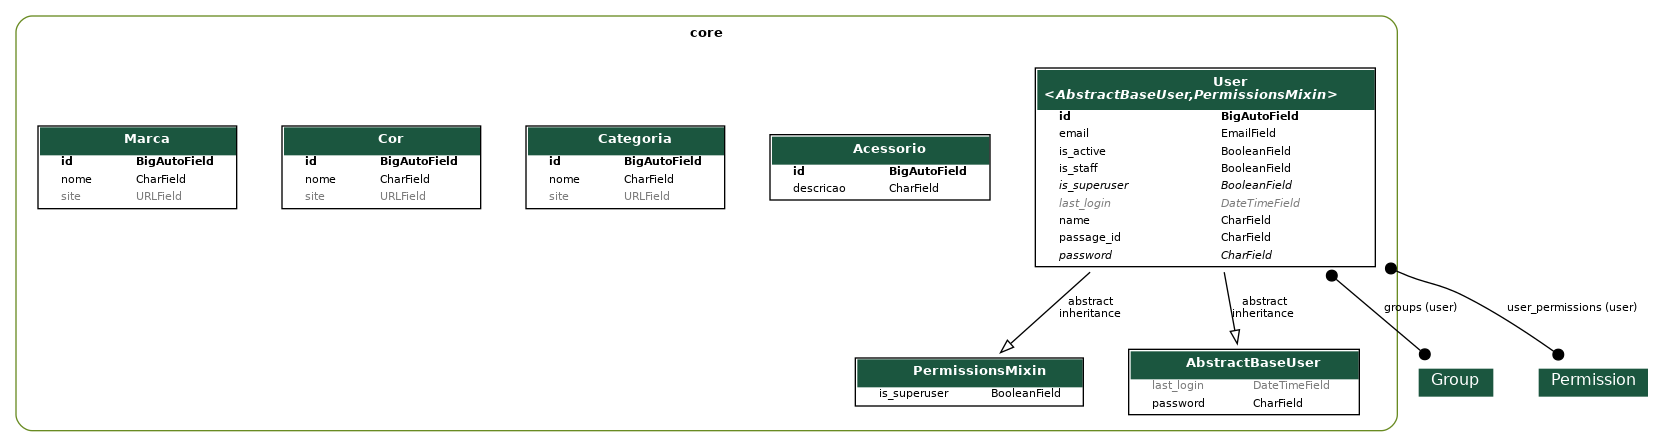 core
Marca
id BigAutoField
nome CharField
site URLField
Cor
id BigAutoField
nome CharField
site URLField
Categoria
id BigAutoField
nome CharField
site URLField
Acessorio
id BigAutoField
descricao CharField
User
<AbstractBaseUser,PermissionsMixin>
id BigAutoField
email EmailField
is_active BooleanField
is_staff BooleanField
is_superuser BooleanField
last_login DateTimeField
name CharField
passage_id CharField
password CharField
abstract
inheritance
abstract
inheritance
groups (user)
user_permissions (user)
PermissionsMixin
is_superuser BooleanField
AbstractBaseUser
last_login DateTimeField
password CharField
Group
Permission